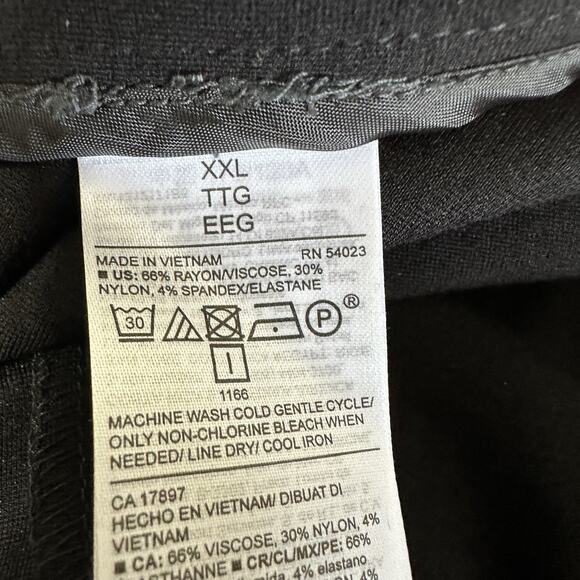 XXL
TTG
EEG
MADE IN VIETNAM RN 54023
■ US: 66% RAYON/VISCOSE, 30%
NYLON, 4% SPANDEX/ELASTANE
30 P ®
1166
MACHINE WASH COLD GENTLE CYCLE/
ONLY NON-CHLORINE BLEACH WHEN
NEEDED/ LINE DRY/ COOL IRON
CA 17897
HECHO EN VIETNAM/ DIBUAT DI
VIETNAM
■ CA: 66% VISCOSE, 30% NYLON, 4%
■ CR/CL/MX/PE: 66%
4% elastano